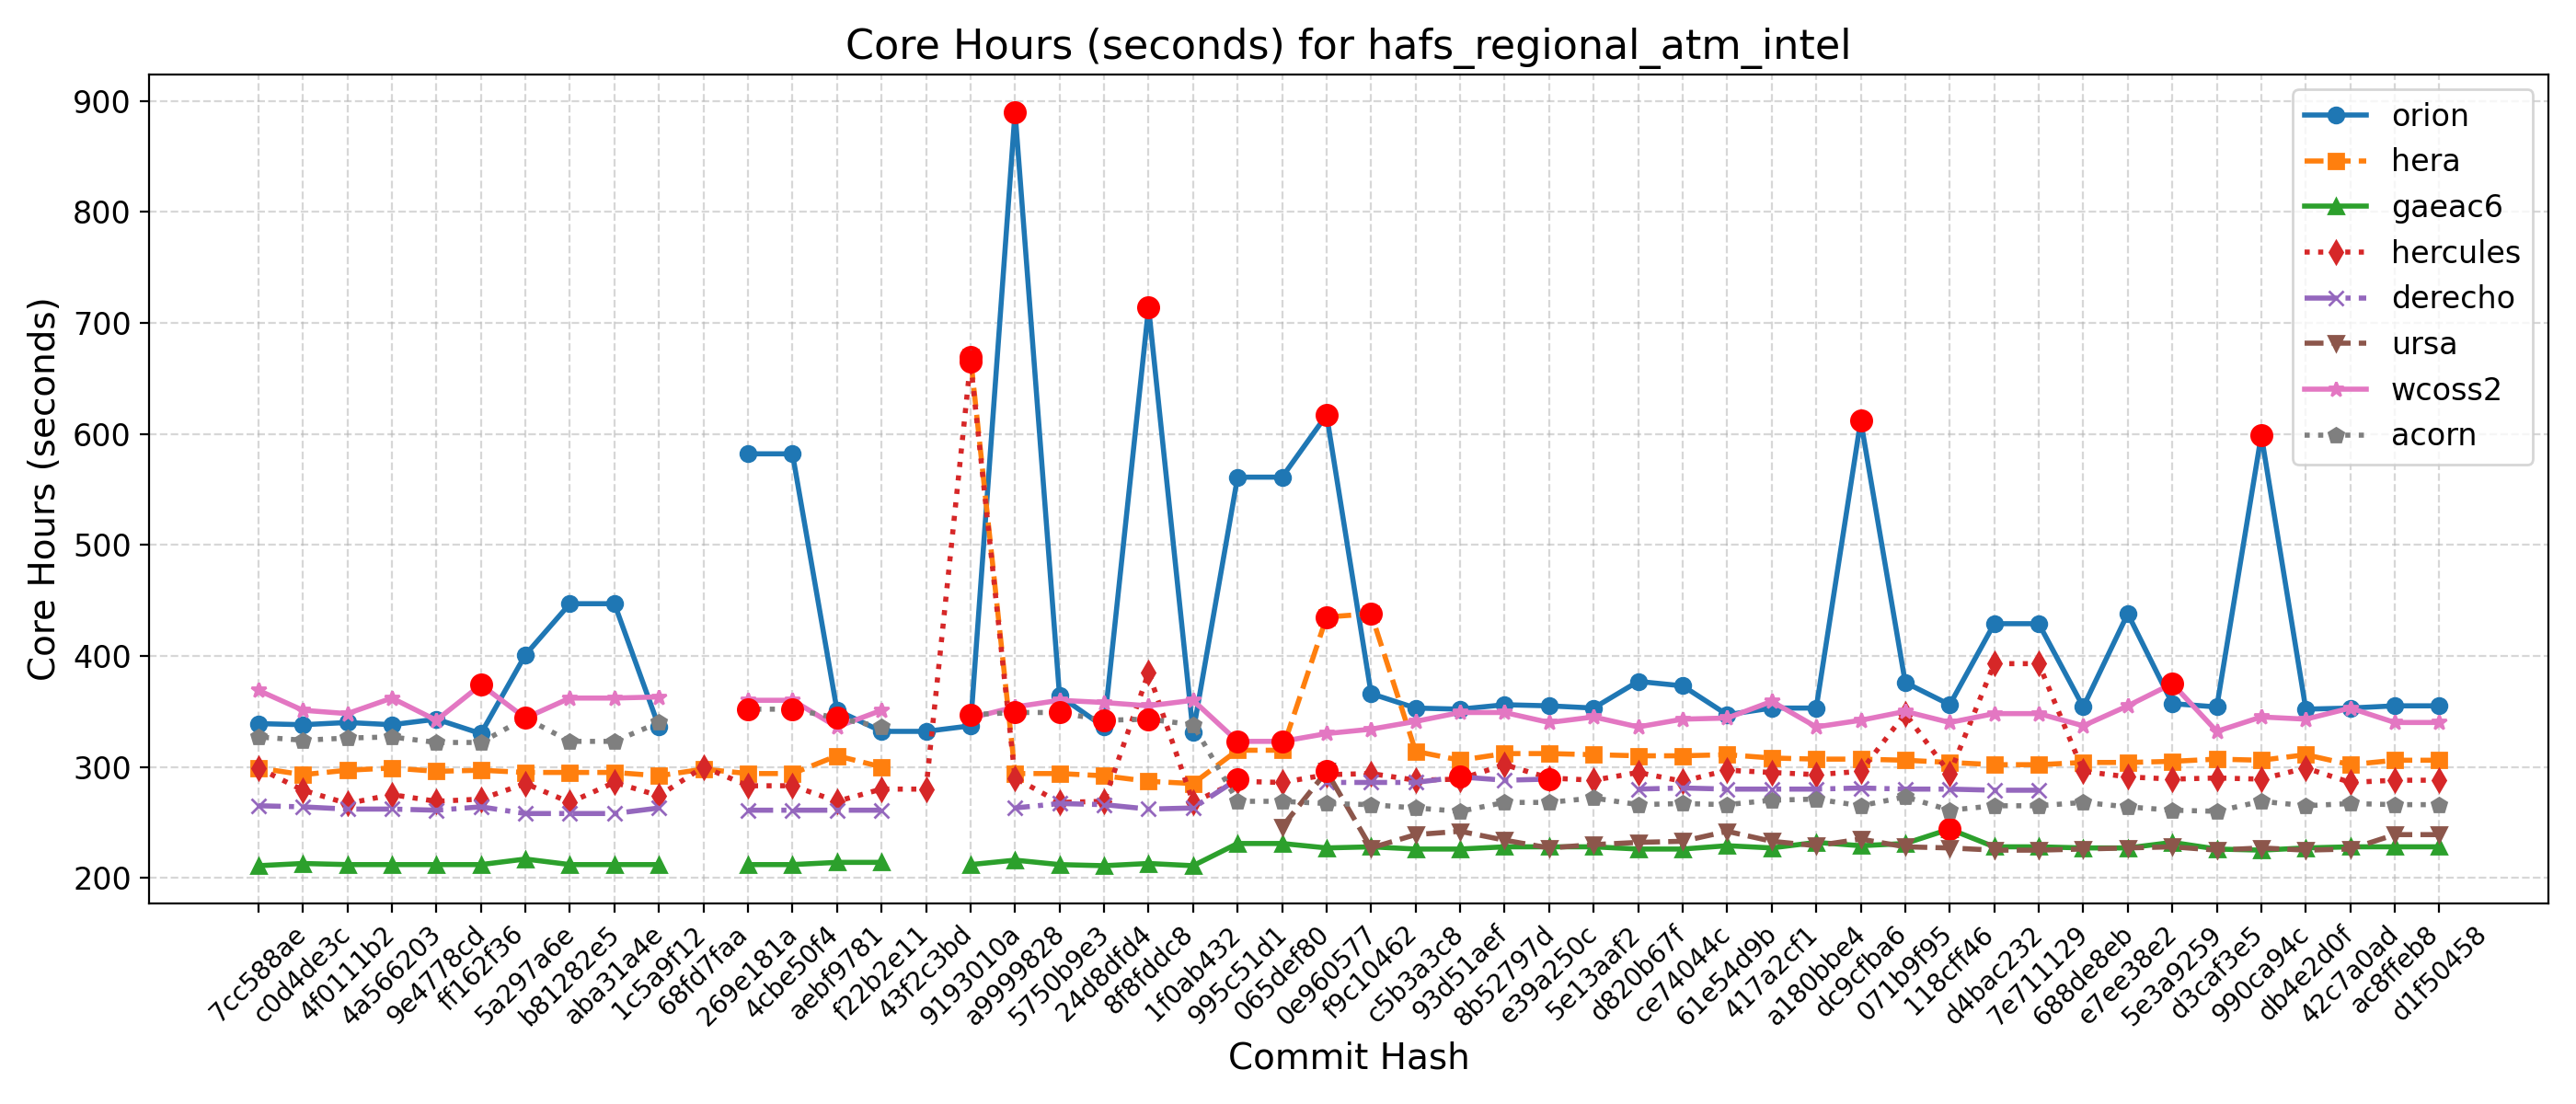 Core Hours (seconds) for hafs_regional_atm_intel
Core Hours (seconds)
900
800
700
600
500
400
300
200
orion
hera
gaeac6
hercules
derecho
ursa
wcoss2
acorn
7cc588ae
c0d4de3c
4f0111b2
4a566203
9e4778cd
ff162f36
5a297a6e
b81282e5
aba31a4e
1c5a9f12
68fd7faa
269e181a
4cbe50f4
aebf9781
f22b2e11
43f2c3bd
9193010a
a9999828
5750b9e3
24d8dfd4
8f8fddc8
1f0ab432
995c51d1
065def80
0e960577
f9c10462
c5b3a3c8
93d51aef
8b52797d
e39a250c
5e13aaf2
d820b67f
ce74044c
61e54d9b
417a2cf1
a180bbe4
dc9cfba6
071b9f95
118cff46
d4bac232
7e711129
688de8eb
e7ee38e2
5e3a9259
d3caf3e5
990ca94c
db4e2d0f
42c7a0ad
ac8ffeb8
d1f50458
Commit Hash